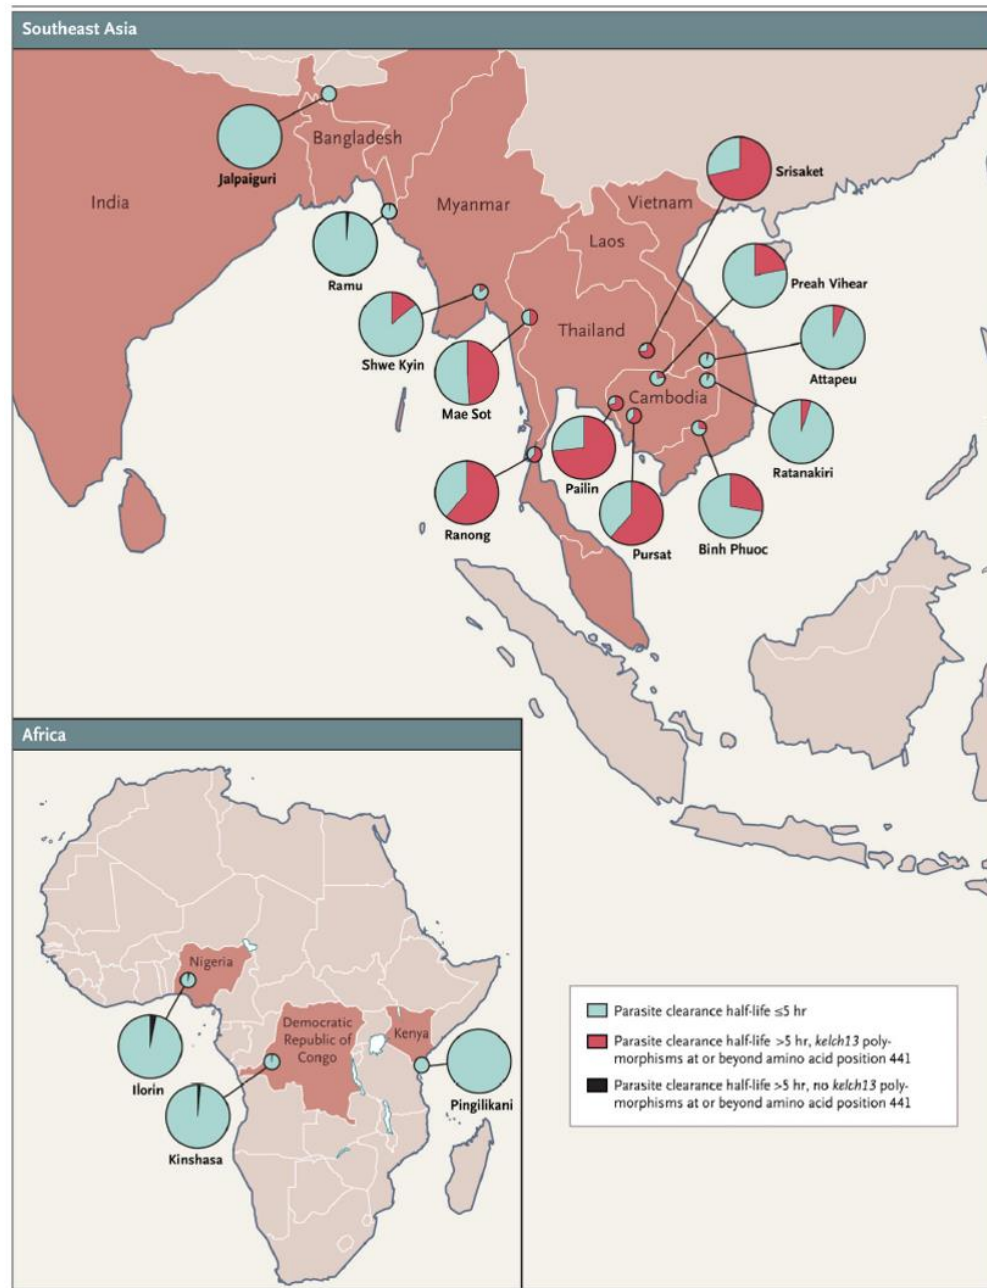 Southeast Asia
Jalpaiguri
Bangladesh
India
Myanmar
Srisaket
Vietnam
Laos
Ramu
Preah Vihear
Shwe Kyin
Thailand
Attapeu
Mae Sot
Cambodia
Ratanakiri
Pailin
Ranong
Pursat
Binh Phuoc
Africa
Nigeria
Democratic
Republic of
Congo
Kenya
Ilorin
Pingilikani
Kinshasa
Parasite clearance half-life ≤5 hr
Parasite clearance half-life >5 hr, kelch13 poly-
morphisms at or beyond amino acid position 441
Parasite clearance half-life >5 hr, no kelch13 poly-
morphisms at or beyond amino acid position 441